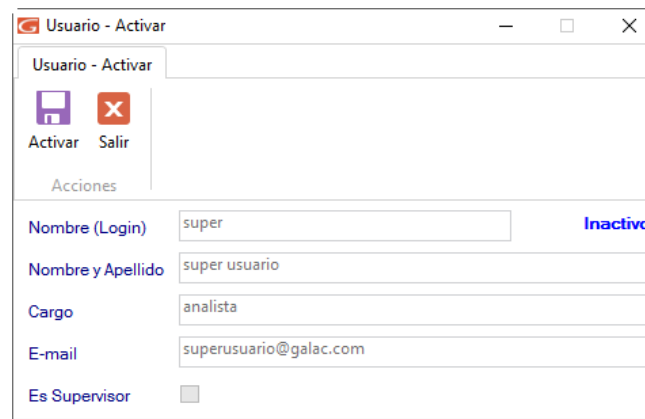 Usuario - Activar
Usuario - Activar
Activar Salir
Acciones
Nombre (Login) super Inactivo
Nombre y Apellido super usuario
Cargo analista
E-mail superusuario@galac.com
Es Supervisor